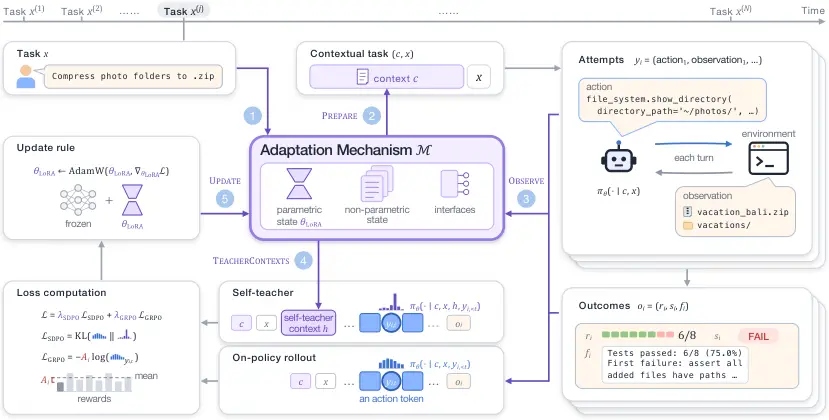 Task x(1) Task x(2) …… Task x(j) …… Task x(N) Time
Task x
Compress photo folders to .zip
Contextual task (c, x)
context c
x
Attempts yᵢ = (action₁, observation₁, …)
action
file_system.show_directory(
directory_path='~/photos/', …)
environment
each turn
πθ(· | c, x)
observation
vacation_bali.zip
vacations/
1
PREPARE 2
Adaptation Mechanism ℳ
parametric
state θLoRA
non-parametric
state
interfaces
OBSERVE
3
Update rule
θLoRA ← AdamW(θLoRA, ∇θLoRA ℒ)
+
frozen
θLoRA
UPDATE
5
TEACHERCONTEXTS 4
Outcomes oᵢ = (rᵢ, sᵢ, fᵢ)
rᵢ 6/8 sᵢ FAIL
fᵢ
Tests passed: 6/8 (75.0%)
First failure: assert all
added files have paths …
Loss computation
ℒ = λSDPO ℒSDPO + λGRPO ℒGRPO
ℒSDPO = KL( ‖ )
ℒGRPO = −Aᵢ log( yᵢ,ₜ)
Aᵢ
mean
rewards
Self-teacher
πθ(· | c, x, h, yᵢ,<ₜ)
c x self-teacher
context h
… yᵢ,ₜ … oᵢ
On-policy rollout
πθ(· | c, x, yᵢ,<ₜ)
c x … yᵢ,ₜ … oᵢ
an action token